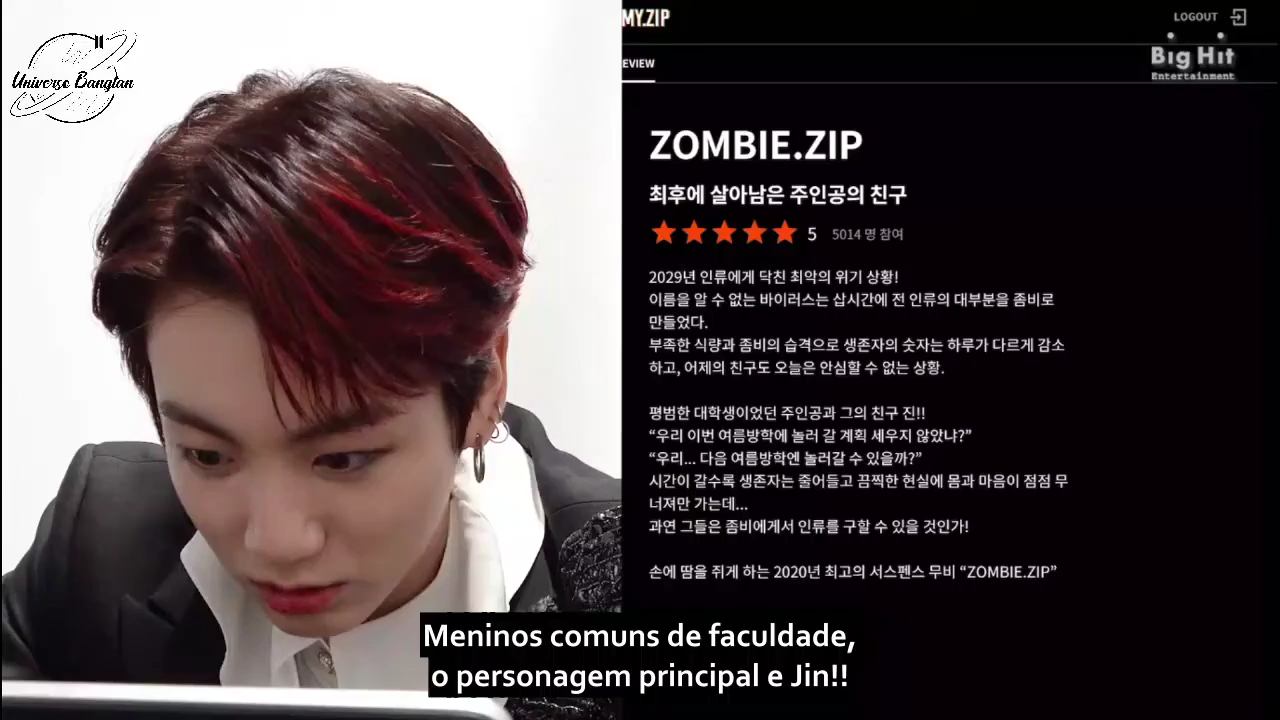 Universe Bangtan
MY.ZIP
LOGOUT
EVIEW
Big Hit
Entertainment
ZOMBIE.ZIP
최후에 살아남은 주인공의 친구
5 5014 명 참여
2029년 인류에게 닥친 최악의 위기 상황!
이름을 알 수 없는 바이러스는 삽시간에 전 인류의 대부분을 좀비로
만들었다.
부족한 식량과 좀비의 습격으로 생존자의 숫자는 하루가 다르게 감소
하고, 어제의 친구도 오늘은 안심할 수 없는 상황.
평범한 대학생이었던 주인공과 그의 친구 진!!
“우리 이번 여름방학에 놀러 갈 계획 세우지 않았냐?”
“우리... 다음 여름방학엔 놀러갈 수 있을까?”
시간이 갈수록 생존자는 줄어들고 끔찍한 현실에 몸과 마음이 점점 무
너져만 가는데...
과연 그들은 좀비에게서 인류를 구할 수 있을 것인가!
손에 땀을 쥐게 하는 2020년 최고의 서스펜스 무비 “ZOMBIE.ZIP”
Meninos comuns de faculdade,
o personagem principal e Jin!!